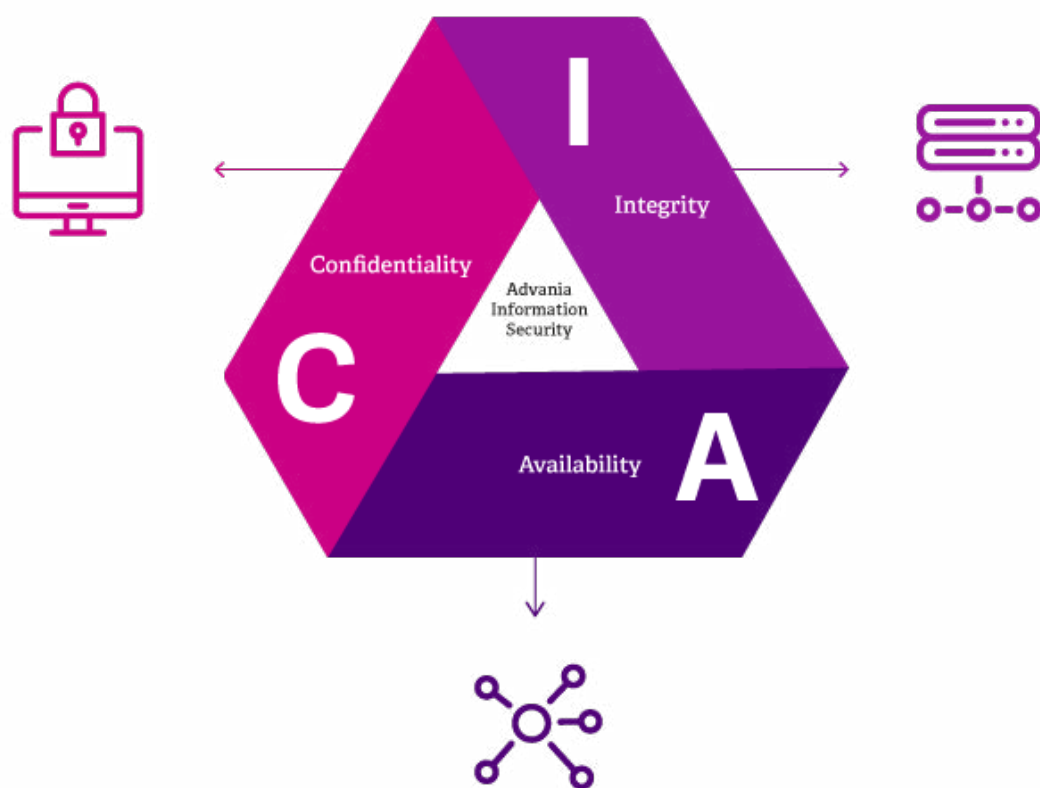 I
Integrity
Confidentiality
C
Advania
Information
Security
Availability
A